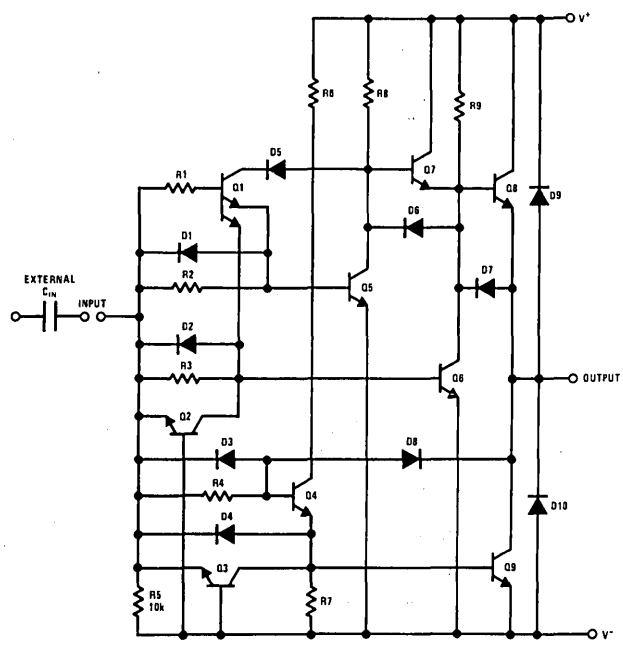 V+
R6
R8
R9
D5
R1
Q1
Q7
Q8
D9
D1
D6
EXTERNAL
CIN
INPUT
R2
Q5
D7
D2
R3
Q6
OUTPUT
Q2
D3
D8
R4
Q4
D4
D10
Q3
Q9
R5
10k
R7
V-